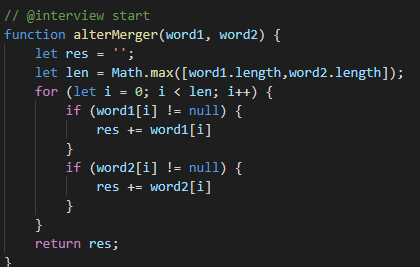 // @interview start
function alterMerger(word1, word2) {
    let res = '';
    let len = Math.max([word1.length,word2.length]);
    for (let i = 0; i < len; i++) {
        if (word1[i] != null) {
            res += word1[i]
        }
        if (word2[i] != null) {
            res += word2[i]
        }
    }
    return res;
}